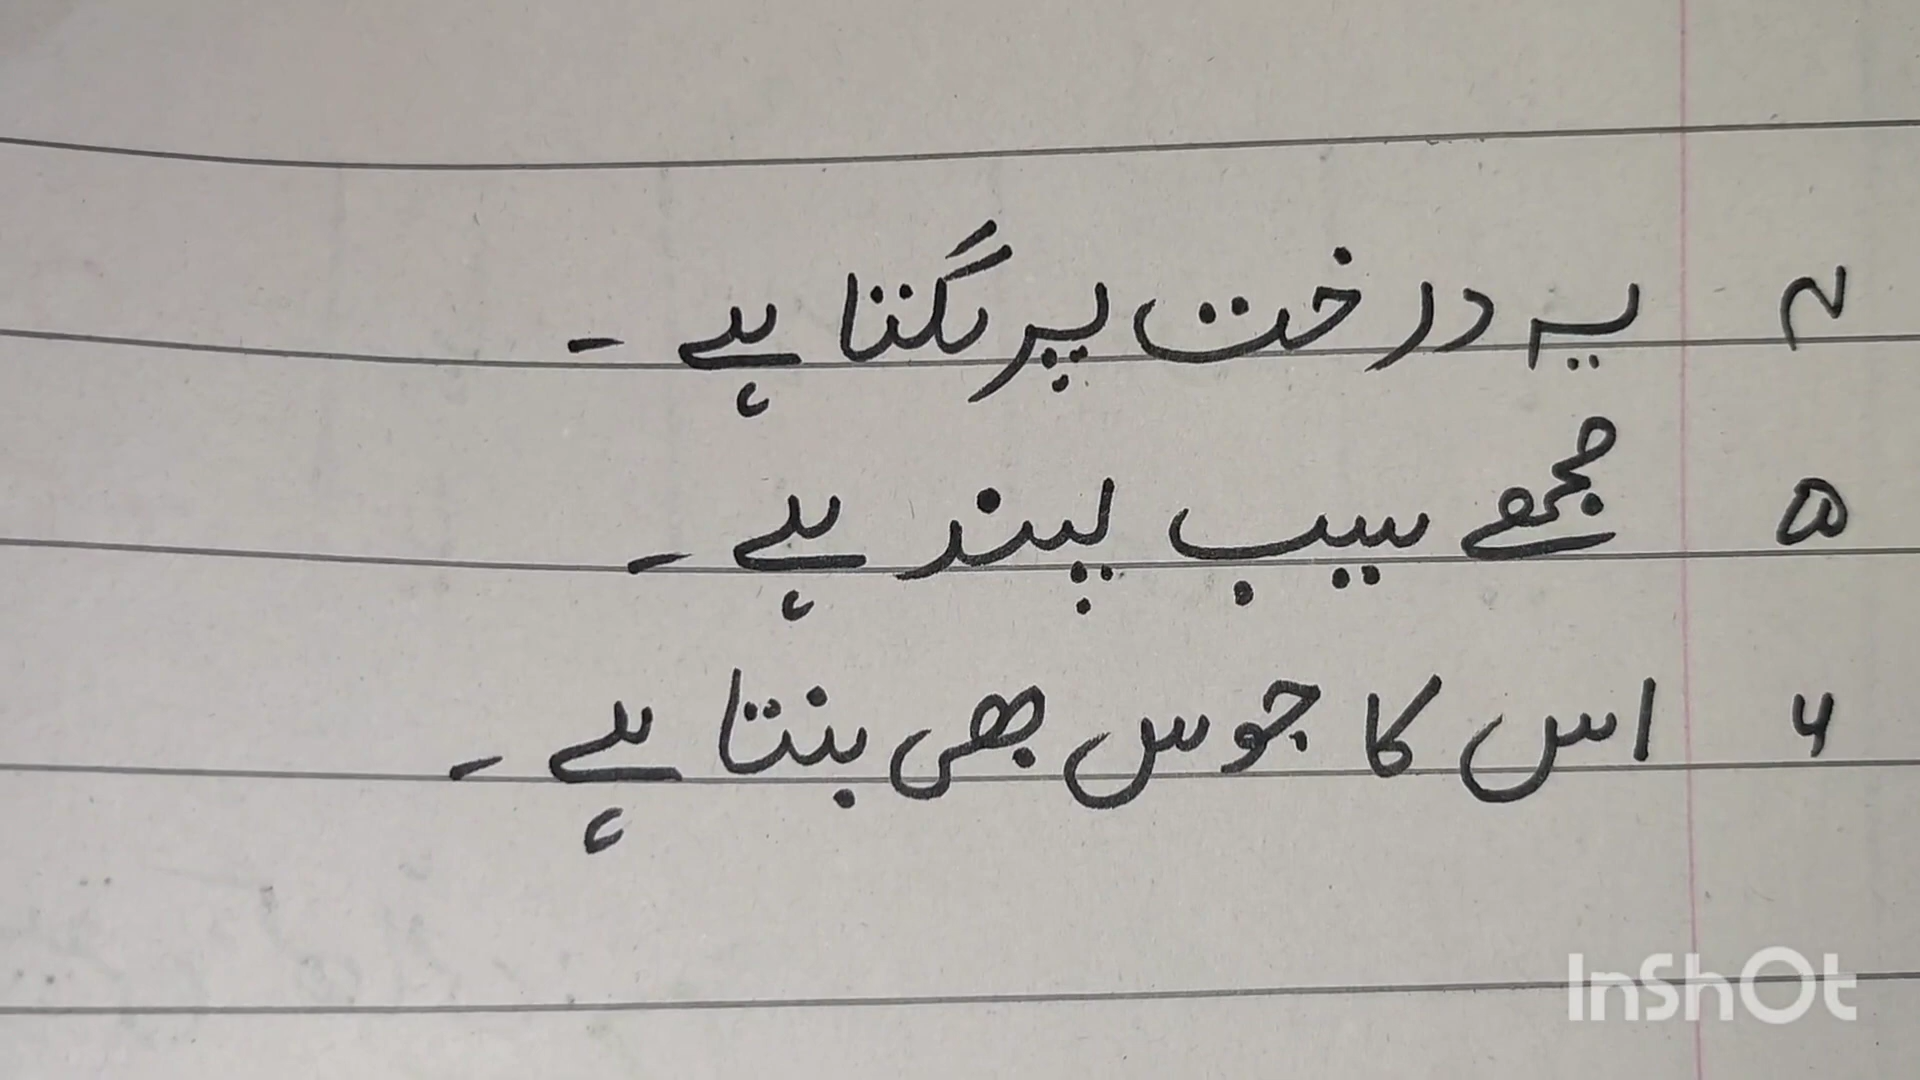 ۴ یہ درخت پر لگتا ہے ۔
۵ مجھے سیب پسند ہے ۔
۶ اس کا جوس بھی بنتا ہے ۔
InShOt